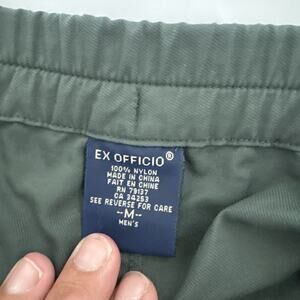 EX OFFICIO®
100% NYLON
MADE IN CHINA
FAIT EN CHINE
RN 79137
CA 34253
SEE REVERSE FOR CARE
--M--
MEN'S